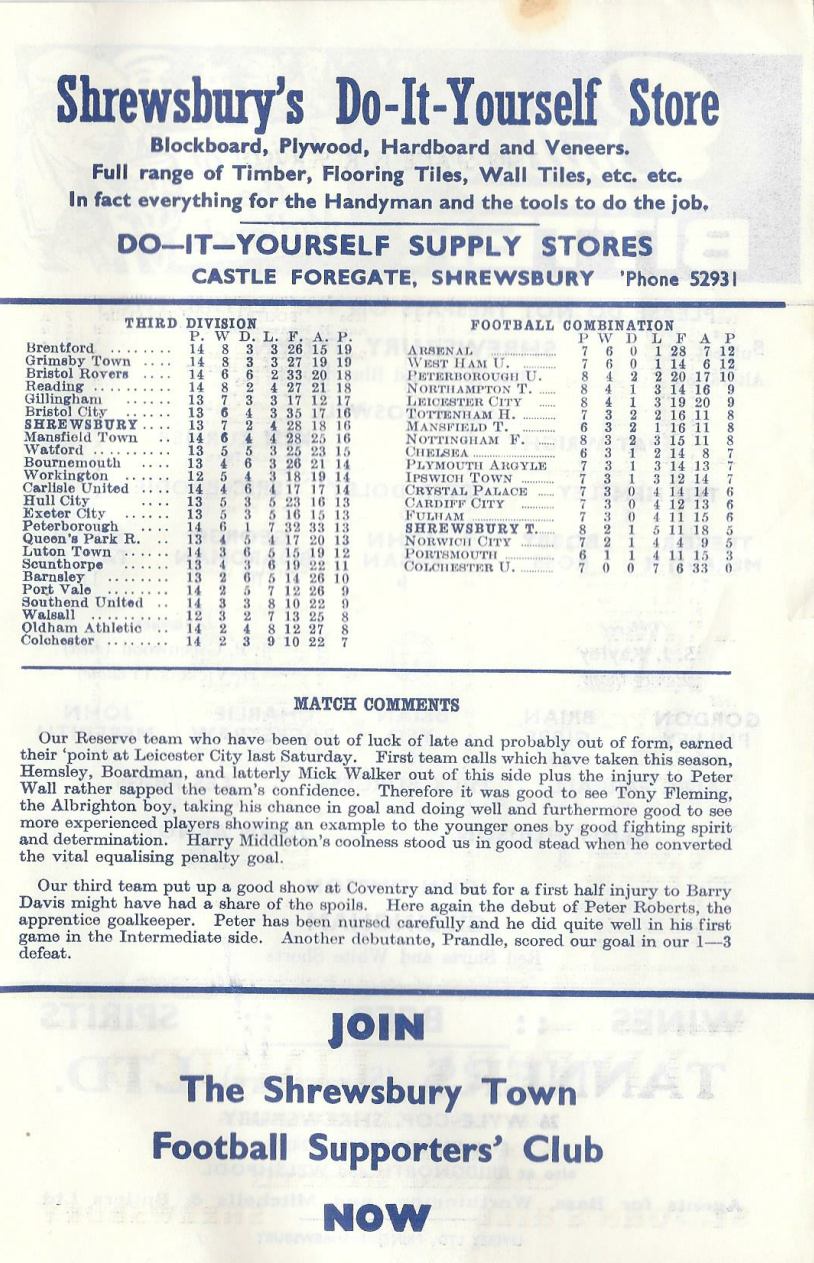 Shrewsbury's Do-It-Yourself Store
Blockboard, Plywood, Hardboard and Veneers.
Full range of Timber, Flooring Tiles, Wall Tiles, etc. etc.
In fact everything for the Handyman and the tools to do the job.
DO—IT—YOURSELF SUPPLY STORES
CASTLE FOREGATE, SHREWSBURY 'Phone 52931
THIRD DIVISION
P. W. D. L. F. A. P.
Brentford ........ 14 8 3 3 26 15 19
Grimsby Town .... 14 8 3 3 27 19 19
Bristol Rovers .... 14 6 6 2 33 20 18
Reading ........ 14 8 2 4 27 21 18
Gillingham ...... 13 7 3 3 17 12 17
Bristol City ...... 13 6 4 3 35 17 16
SHREWSBURY .... 13 7 2 4 28 18 16
Mansfield Town .. 14 6 4 4 28 25 16
Watford ......... 13 5 5 3 25 23 15
Bournemouth .... 13 4 6 3 26 21 14
Workington ...... 12 5 4 3 18 19 14
Carlisle United .. 14 4 6 4 17 17 14
Hull City ........ 13 5 3 5 23 16 13
Exeter City ...... 13 5 3 5 16 15 13
Peterborough .... 14 6 1 7 32 33 13
Queen's Park R. .. 13 4 5 4 17 20 13
Luton Town ...... 14 3 6 5 15 19 12
Scunthorpe ...... 13 4 3 6 19 22 11
Barnsley ........ 13 2 6 5 14 26 10
Port Vale ........ 14 2 5 7 12 26 9
Southend United .. 14 3 3 8 10 22 9
Walsall .......... 12 3 2 7 13 25 8
Oldham Athletic .. 14 2 4 8 12 27 8
Colchester ........ 14 2 3 9 10 22 7
FOOTBALL COMBINATION
P W D L F A P
ARSENAL ............ 7 6 0 1 28 7 12
WEST HAM U. ...... 7 6 0 1 14 6 12
PETERBOROUGH U. 8 4 2 2 20 17 10
NORTHAMPTON T. ... 8 4 1 3 14 16 9
LEICESTER CITY ...... 8 4 1 3 19 20 9
TOTTENHAM H. ...... 7 3 2 2 16 11 8
MANSFIELD T. ...... 6 3 2 1 16 11 8
NOTTINGHAM F. ...... 8 3 2 3 15 11 8
CHELSEA ............ 6 3 1 2 14 8 7
PLYMOUTH ARGYLE 7 3 1 3 14 13 7
IPSWICH TOWN ...... 7 3 1 3 12 14 7
CRYSTAL PALACE ... 7 3 0 4 14 14 6
CARDIFF CITY ...... 7 3 0 4 12 13 6
FULHAM ............ 7 3 0 4 11 15 6
SHREWSBURY T. ... 8 2 1 5 11 18 5
NORWICH CITY ...... 7 2 1 4 4 19 5
PORTSMOUTH ...... 6 1 1 4 11 15 3
COLCHESTER U. ...... 7 0 0 7 6 33 0
MATCH COMMENTS
Our Reserve team who have been out of luck of late and probably out of form, earned
their 'point at Leicester City last Saturday. First team calls which have taken this season,
Hemsley, Boardman, and latterly Mick Walker out of this side plus the injury to Peter
Wall rather sapped the team's confidence. Therefore it was good to see Tony Fleming,
the Albrighton boy, taking his chance in goal and doing well and furthermore good to see
more experienced players showing an example to the younger ones by good fighting spirit
and determination. Harry Middleton's coolness stood us in good stead when he converted
the vital equalising penalty goal.
Our third team put up a good show at Coventry and but for a first half injury to Barry
Davis might have had a share of the spoils. Here again the debut of Peter Roberts, the
apprentice goalkeeper. Peter has been nursed carefully and he did quite well in his first
game in the Intermediate side. Another debutante, Prandle, scored our goal in our 1—3
defeat.
JOIN
The Shrewsbury Town
Football Supporters' Club
NOW